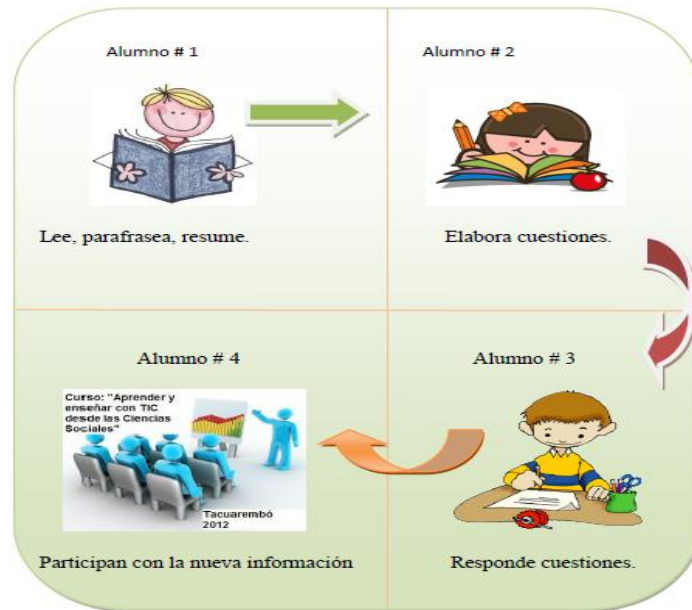 Alumno # 1
Alumno # 2
Lee, parafrasea, resume.
Elabora cuestiones.
Alumno # 4
Alumno # 3
Curso: "Aprender y
enseñar con TIC
desde las Ciencias
Sociales"
Tacuarembó
2012
Participan con la nueva información
Responde cuestiones.